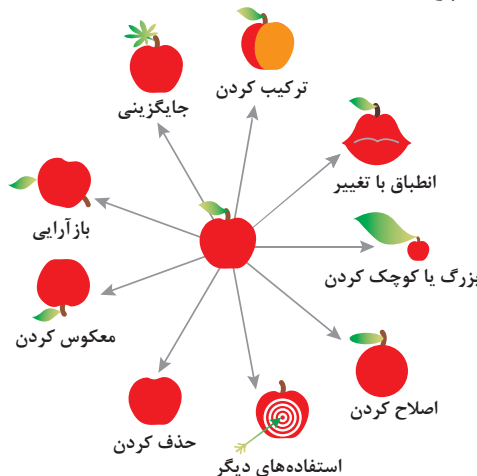 ترکیب کردن
جایگزینی
انطباق با تغییر
بازآرایی
بزرگ یا کوچک کردن
معکوس کردن
اصلاح کردن
حذف کردن
استفاده‌های دیگر